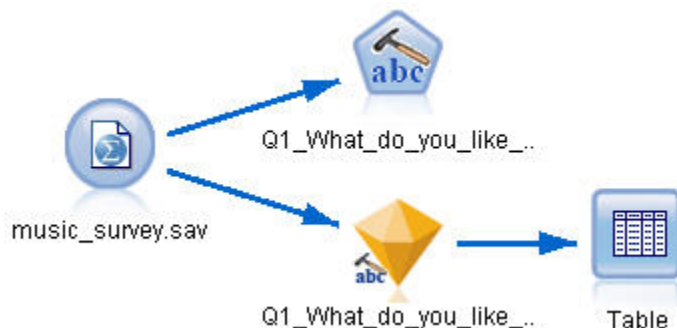 abc
Q1_What_do_you_like_..
music_survey.sav
abc
Q1_What_do_you_like_..
Table